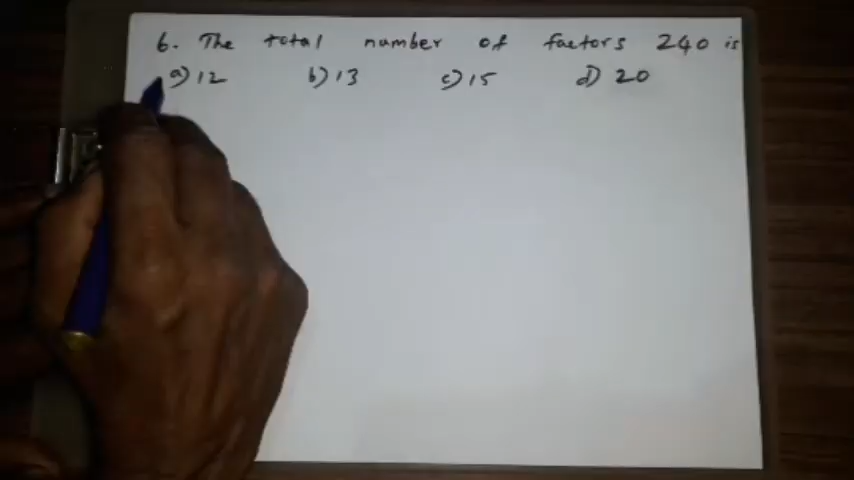 6. The total number of factors 240 is
a) 12 b) 13 c) 15 d) 20